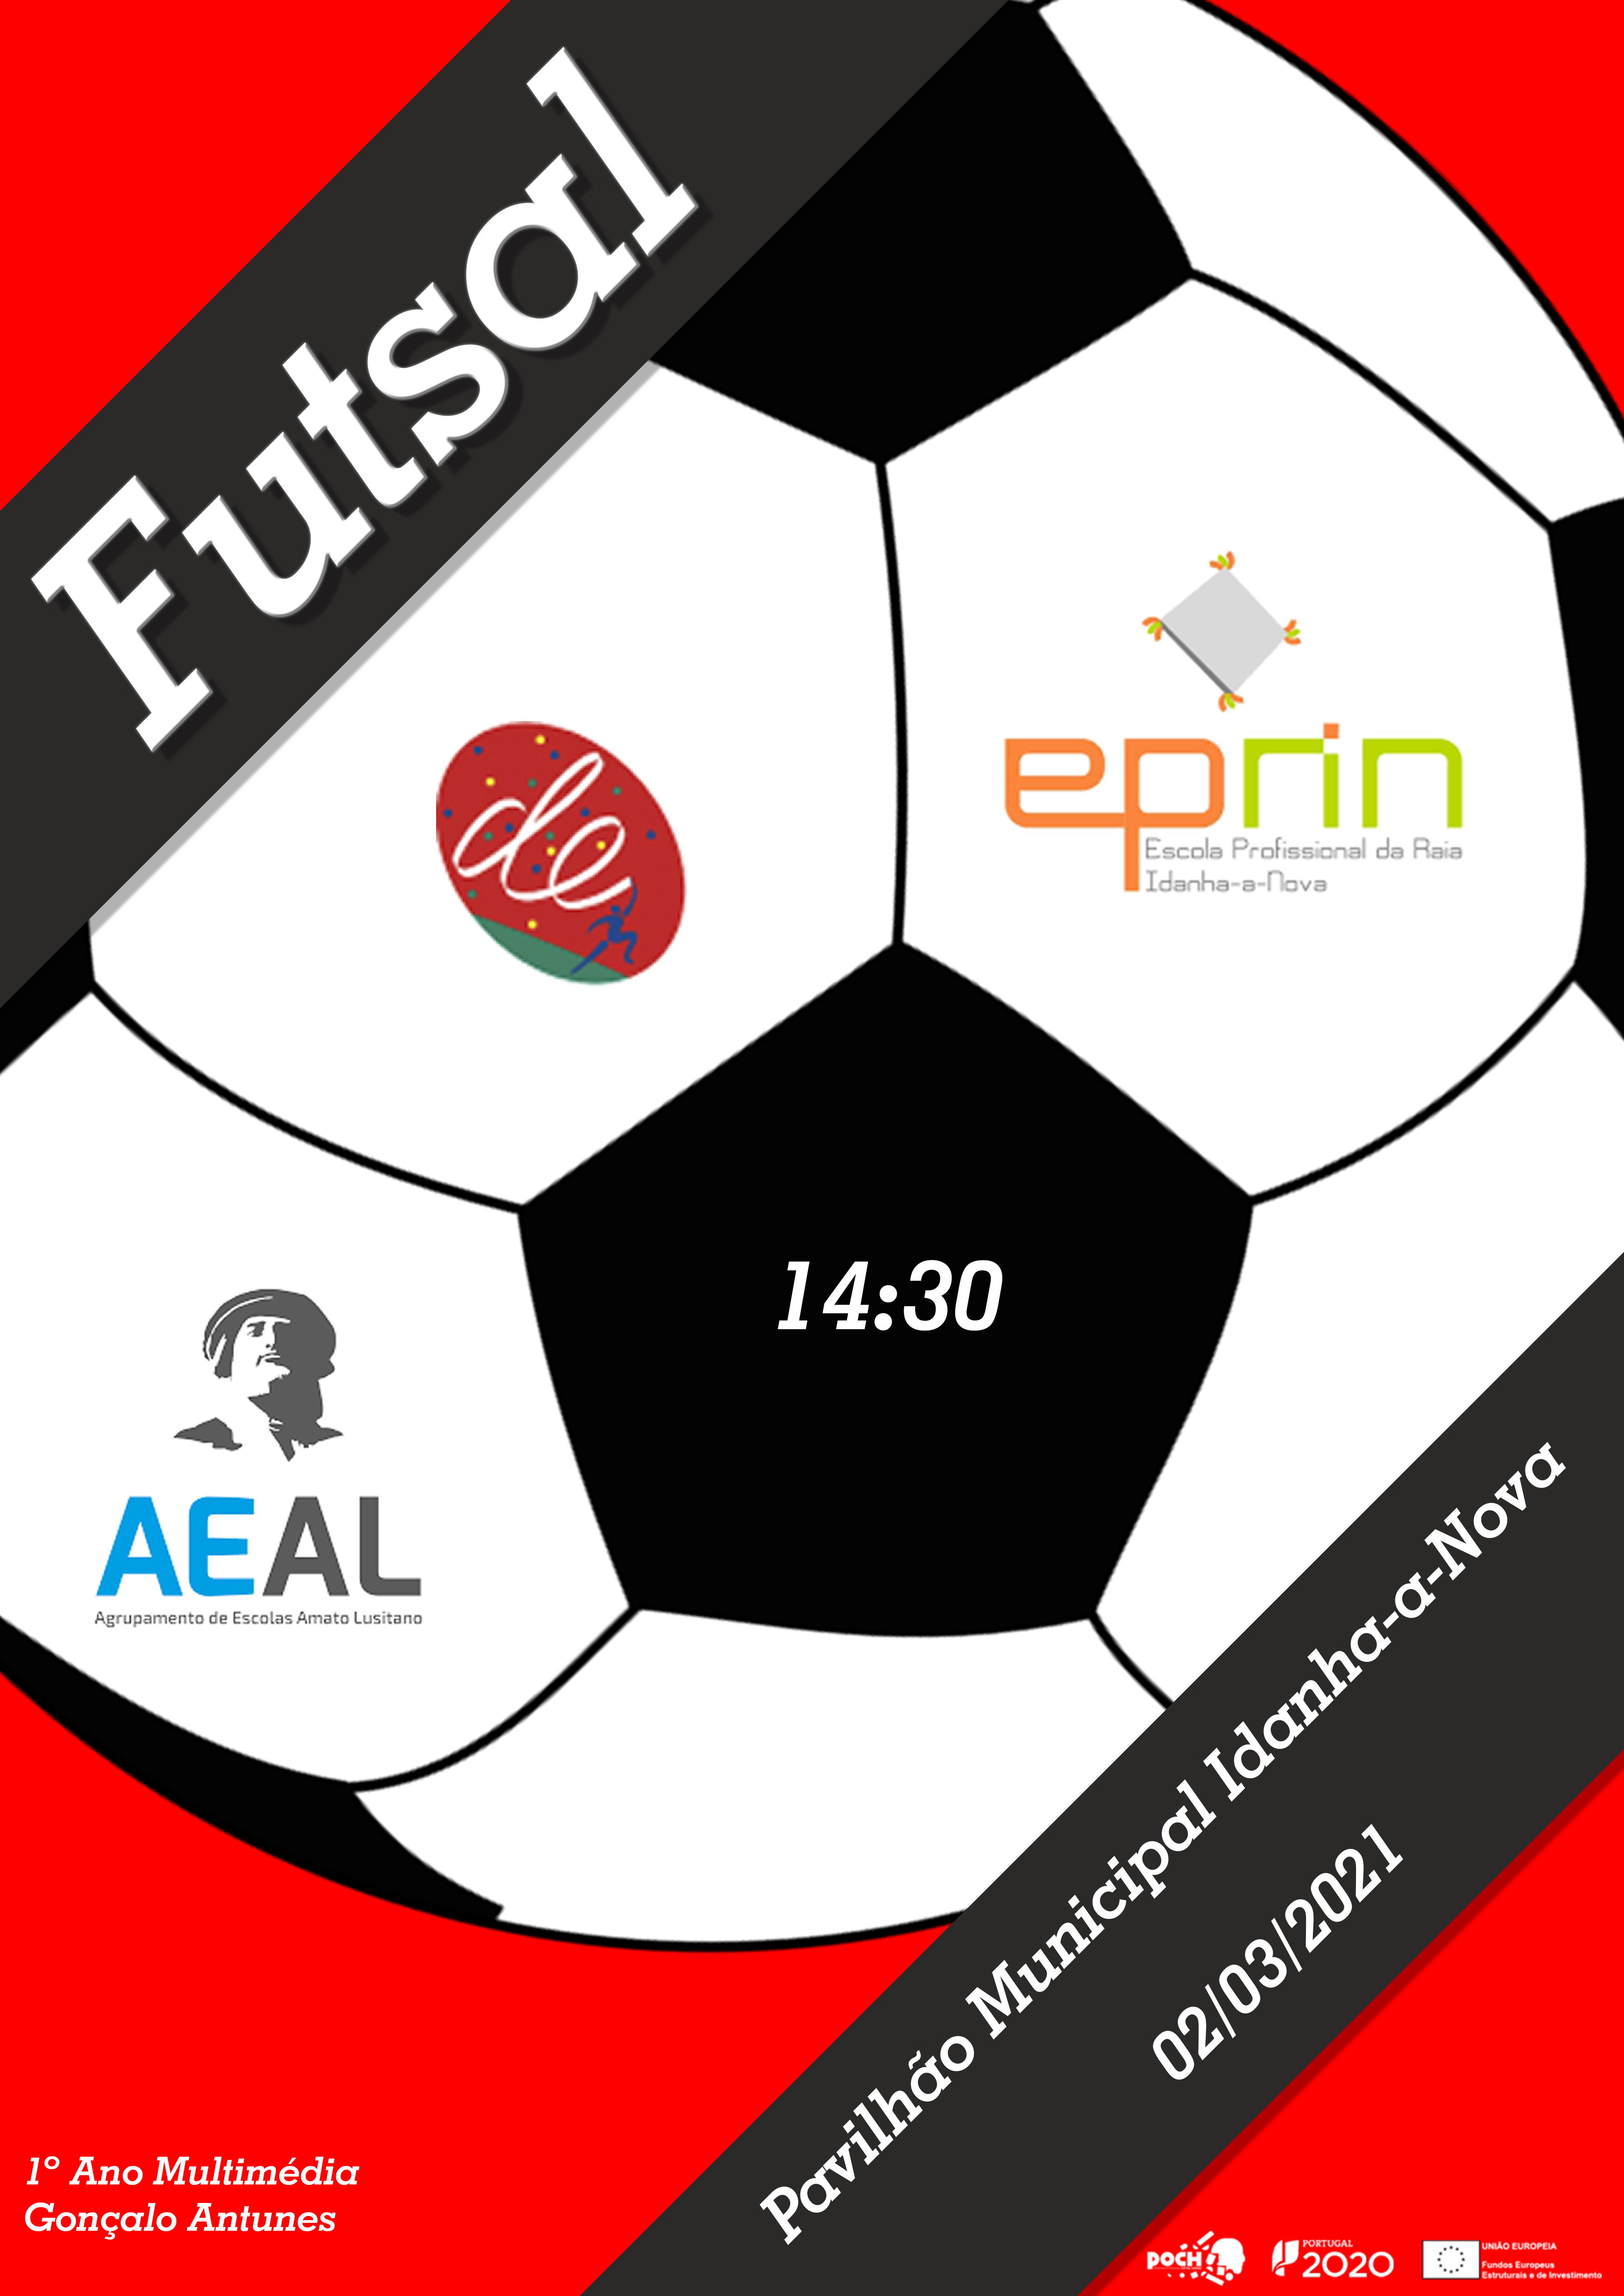 Futsal
de
eprin
Escola Profissional da Raia
Idanha-a-Nova
14:30
AEAL
Agrupamento de Escolas Amato Lusitano
Pavilhão Municipal Idanha-a-Nova
02/03/2021
1º Ano Multimédia
Gonçalo Antunes
POCH
PORTUGAL
2020
UNIÃO EUROPEIA
Fundos Europeus
Estruturais e de Investimento